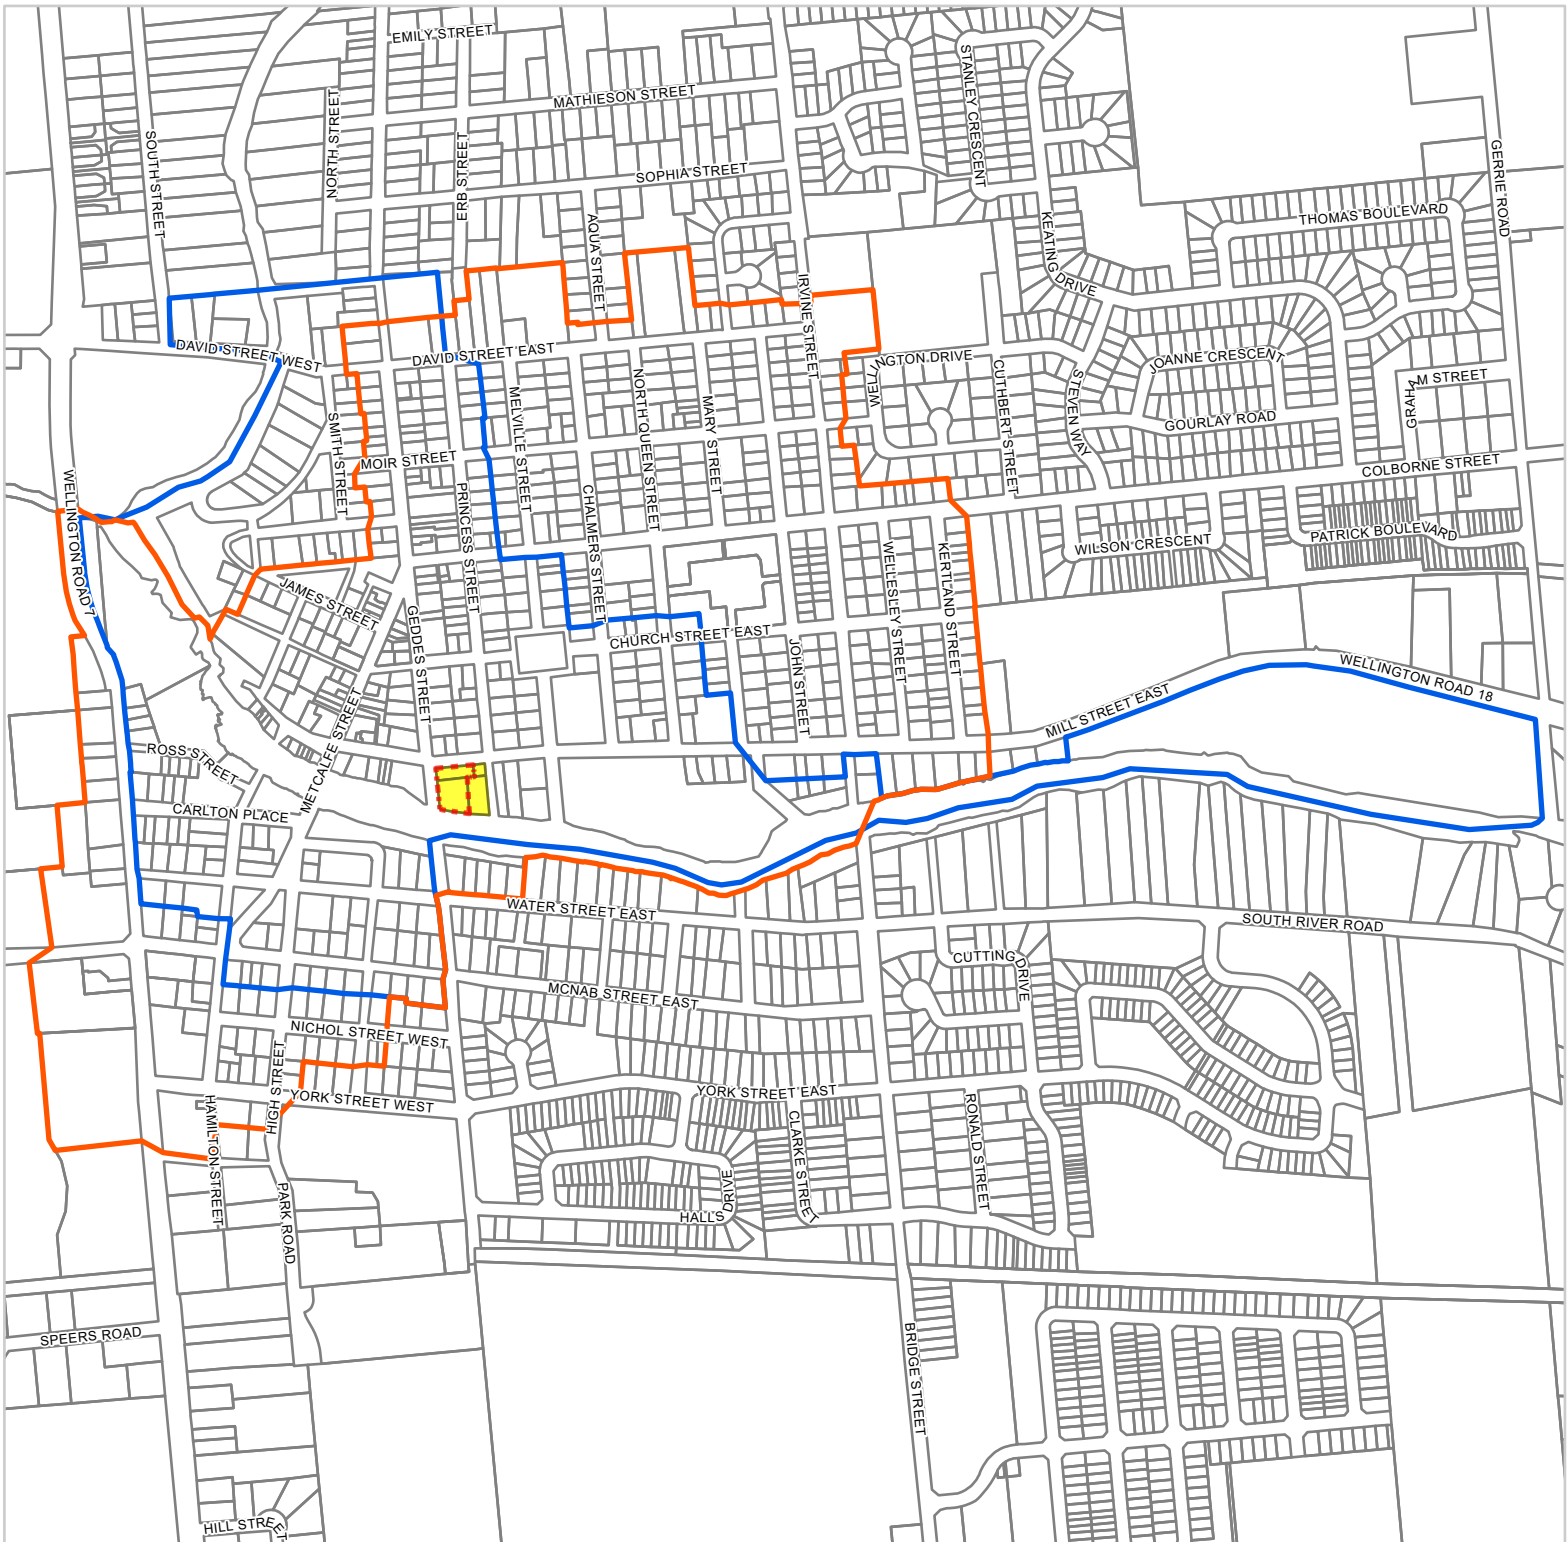 EMILY STREET
MATHIESON STREET
NORTH STREET
SOUTH STREET
ERB STREET
STANLEY CRESCENT
GERRIE ROAD
SOPHIA STREET
AQUA STREET
KEATING DRIVE
THOMAS BOULEVARD
IRVINE STREET
DAVID STREET WEST
DAVID STREET EAST
WELLINGTON DRIVE
JOANNE CRESCENT
GRAHAM STREET
SMITH STREET
MELVILLE STREET
NORTH QUEEN STREET
MARY STREET
CUTHBERT STREET
STEVEN WAY
GOURLAY ROAD
MOIR STREET
COLBORNE STREET
WELLINGTON ROAD 7
PRINCESS STREET
CHALMERS STREET
WILSON CRESCENT
PATRICK BOULEVARD
WELLESLEY STREET
KERTLAND STREET
JAMES STREET
GEDDES STREET
CHURCH STREET EAST
JOHN STREET
WELLINGTON ROAD 18
MILL STREET EAST
METCALFE STREET
ROSS STREET
CARLTON PLACE
WATER STREET EAST
SOUTH RIVER ROAD
CUTTING DRIVE
MCNAB STREET EAST
NICHOL STREET WEST
HIGH STREET
YORK STREET WEST
YORK STREET EAST
HAMILTON STREET
CLARKE STREET
RONALD STREET
PARK ROAD
HALLS DRIVE
SPEERS ROAD
BRIDGE STREET
HILL STREET